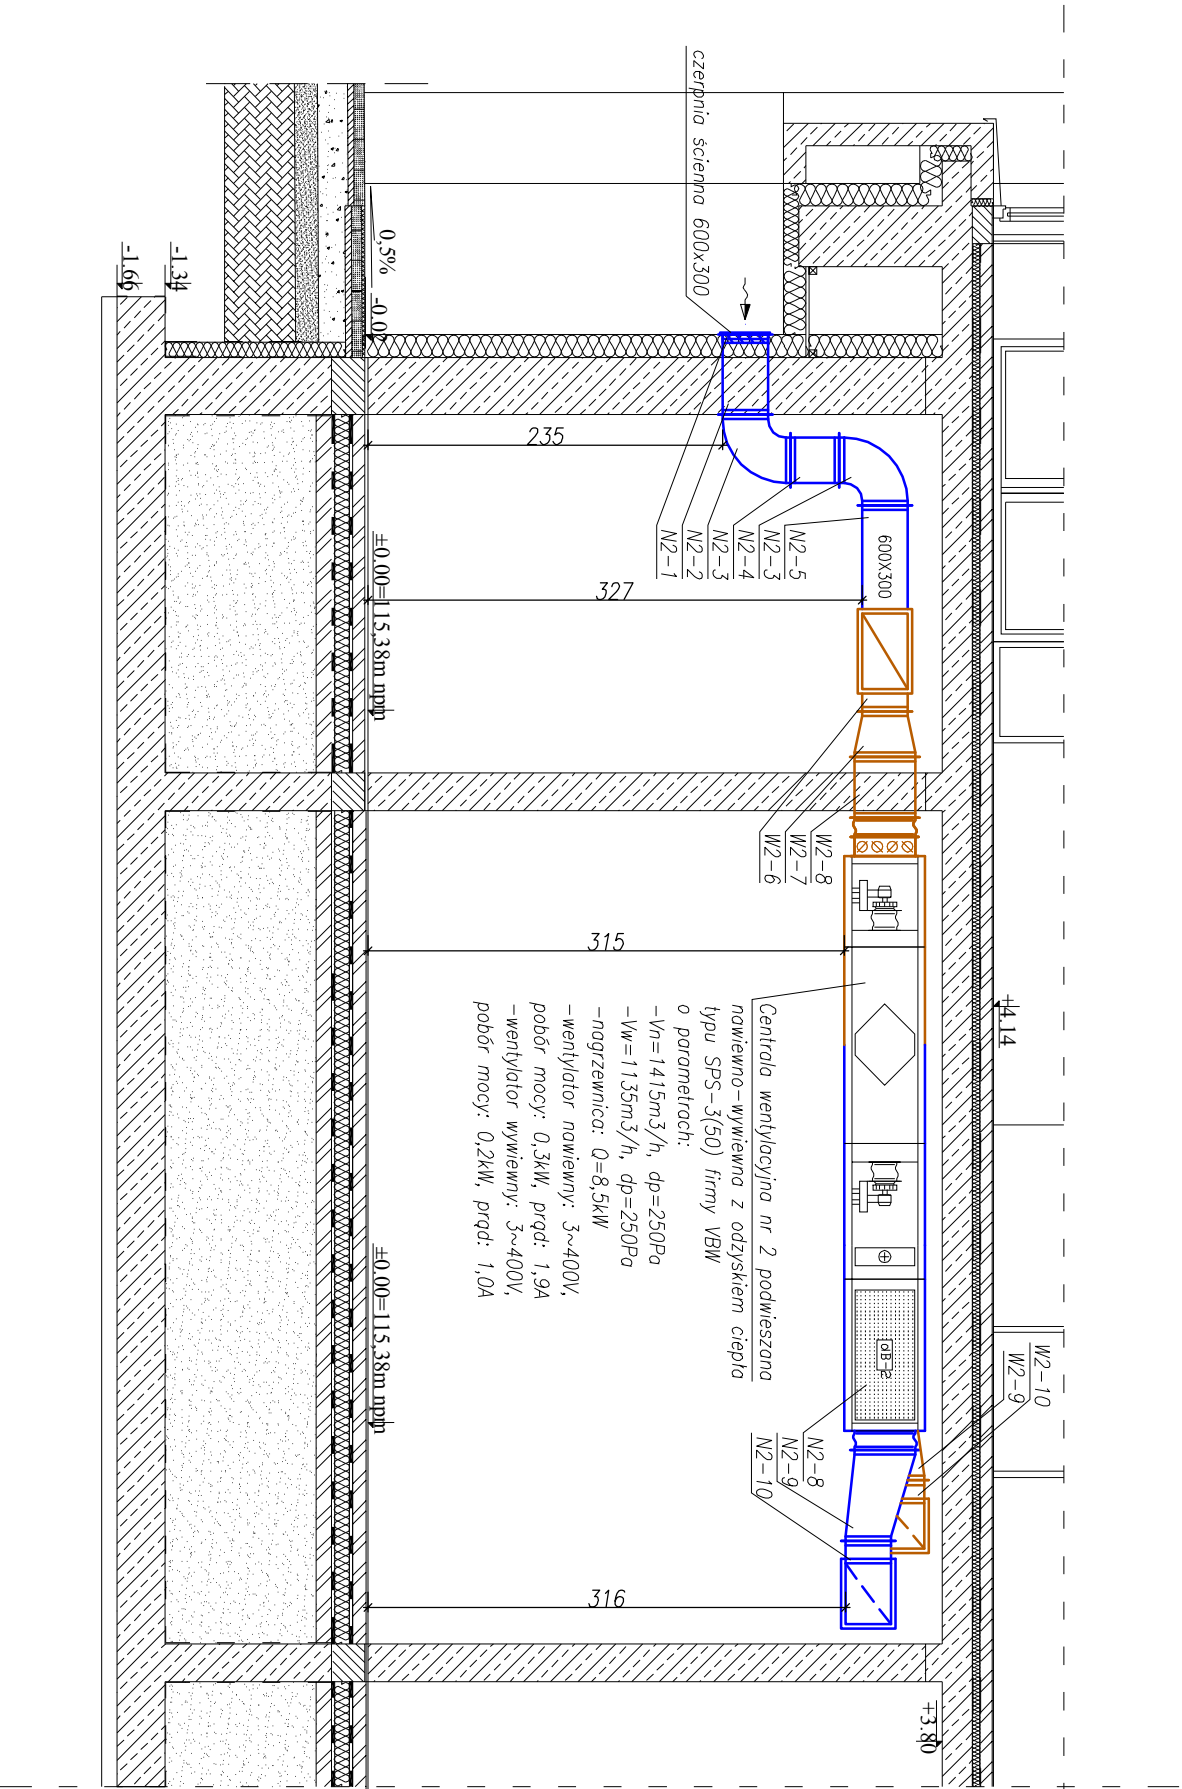 czerpnia ścienna 600x300
0,5%
-0.02
-1.34
-1.66
235
N2-5
N2-3
N2-4
N2-3
N2-2
N2-1
600X300
327
±0.00=115,38m npm
W2-8
W2-7
W2-6
315
+4.14
Centrala wentylacyjna nr 2 podwieszana
nawiewno-wywiewna z odzyskiem ciepła
typu SPS-3(50) firmy VBW
o parametrach:
-Vn=1415m3/h, dp=250Pa
-Vw=1135m3/h, dp=250Pa
-nagrzewnica: Q=8,5kW
-wentylator nawiewny: 3~400V,
pobór mocy: 0,3kW, prąd: 1,9A
-wentylator wywiewny: 3~400V,
pobór mocy: 0,2kW, prąd: 1,0A
±0.00=115,38m npm
W2-10
W2-9
N2-8
N2-9
N2-10
316
+3.80